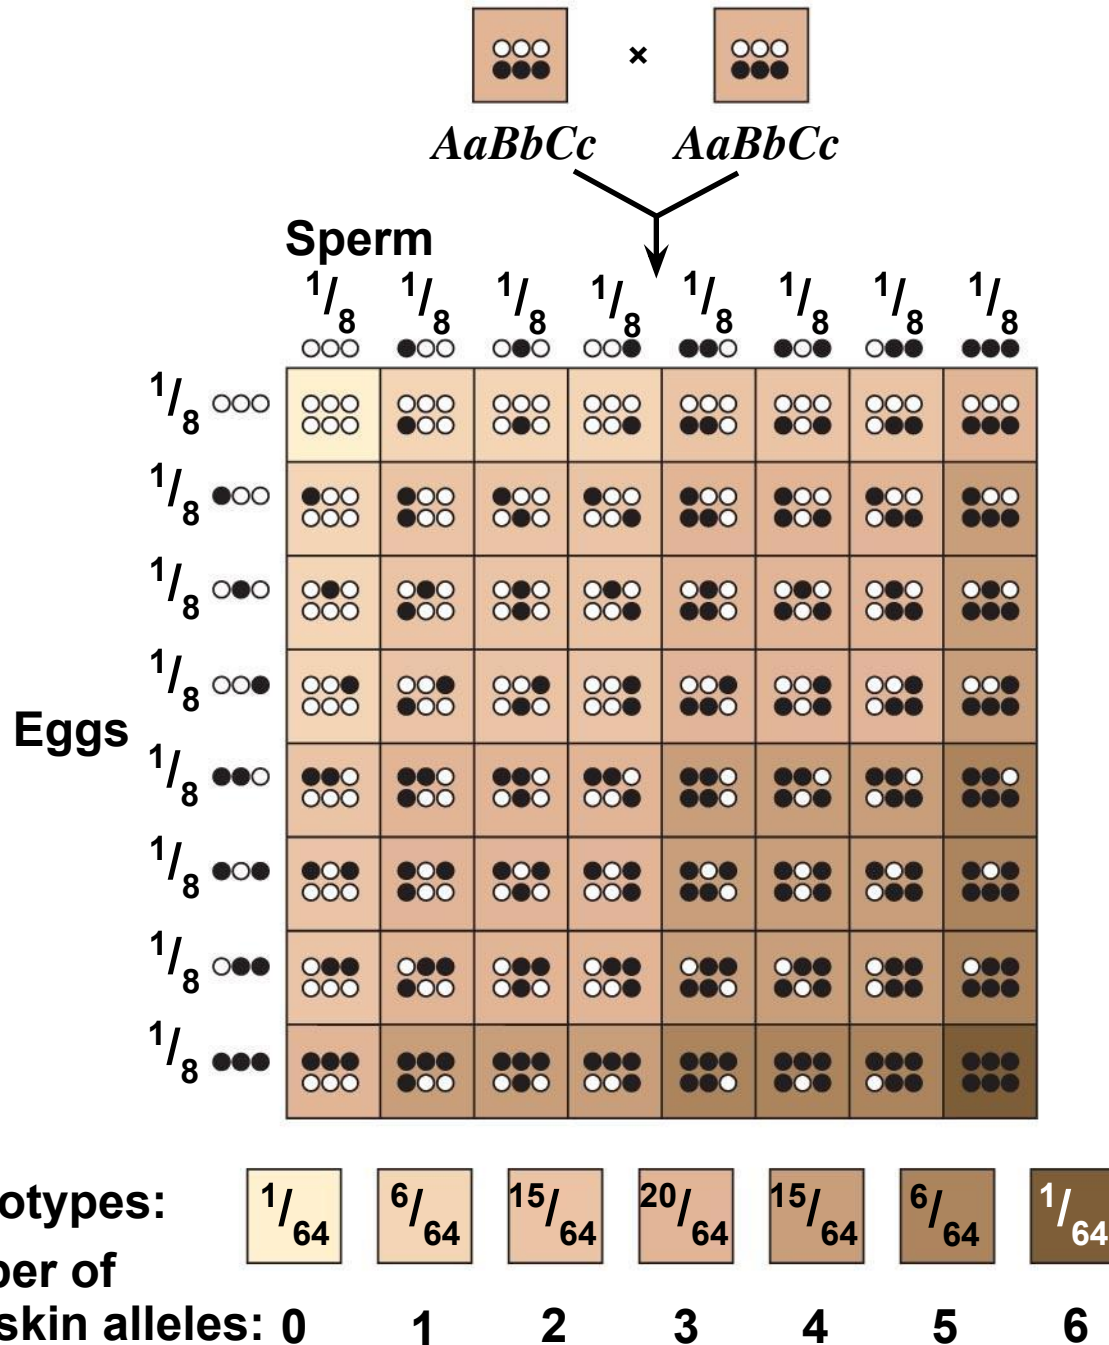 ×
AaBbCc AaBbCc
Sperm
1/8 1/8 1/8 1/8 1/8 1/8 1/8 1/8
1/8
1/8
1/8
1/8
Eggs
1/8
1/8
1/8
1/8
otypes: 1/64 6/64 15/64 20/64 15/64 6/64 1/64
ber of
skin alleles: 0 1 2 3 4 5 6